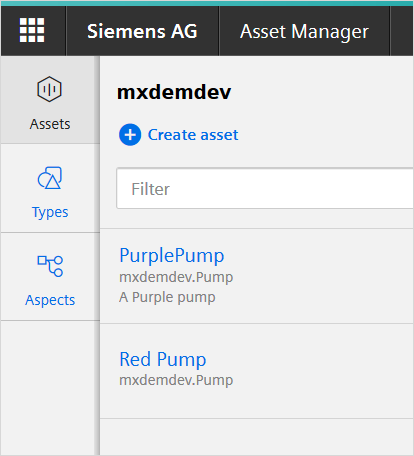 Siemens AG
Asset Manager
Assets
Types
Aspects
mxdemdev
Create asset
Filter
PurplePump
mxdemdev.Pump
A Purple pump
Red Pump
mxdemdev.Pump